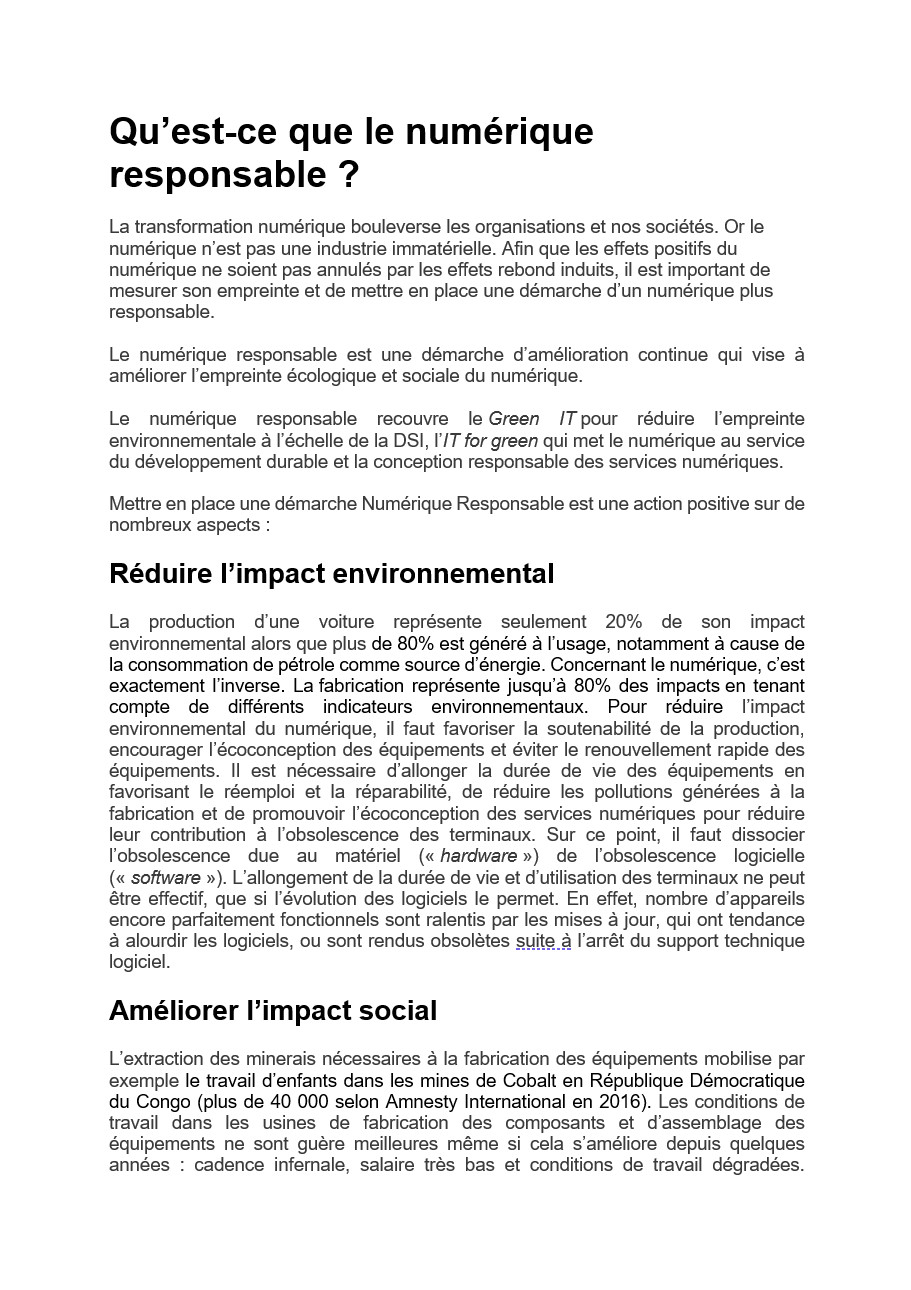 Qu’est-ce que le numérique
responsable ?
La transformation numérique bouleverse les organisations et nos sociétés. Or le
numérique n’est pas une industrie immatérielle. Afin que les effets positifs du
numérique ne soient pas annulés par les effets rebond induits, il est important de
mesurer son empreinte et de mettre en place une démarche d’un numérique plus
responsable.
Le numérique responsable est une démarche d’amélioration continue qui vise à
améliorer l’empreinte écologique et sociale du numérique.
Le numérique responsable recouvre le Green IT pour réduire l’empreinte
environnementale à l’échelle de la DSI, l’IT for green qui met le numérique au service
du développement durable et la conception responsable des services numériques.
Mettre en place une démarche Numérique Responsable est une action positive sur de
nombreux aspects :
Réduire l’impact environnemental
La production d’une voiture représente seulement 20% de son impact
environnemental alors que plus de 80% est généré à l’usage, notamment à cause de
la consommation de pétrole comme source d’énergie. Concernant le numérique, c’est
exactement l’inverse. La fabrication représente jusqu’à 80% des impacts en tenant
compte de différents indicateurs environnementaux. Pour réduire l’impact
environnemental du numérique, il faut favoriser la soutenabilité de la production,
encourager l’écoconception des équipements et éviter le renouvellement rapide des
équipements. Il est nécessaire d’allonger la durée de vie des équipements en
favorisant le réemploi et la réparabilité, de réduire les pollutions générées à la
fabrication et de promouvoir l’écoconception des services numériques pour réduire
leur contribution à l’obsolescence des terminaux. Sur ce point, il faut dissocier
l’obsolescence due au matériel (« hardware ») de l’obsolescence logicielle
(« software »). L’allongement de la durée de vie et d’utilisation des terminaux ne peut
être effectif, que si l’évolution des logiciels le permet. En effet, nombre d’appareils
encore parfaitement fonctionnels sont ralentis par les mises à jour, qui ont tendance
à alourdir les logiciels, ou sont rendus obsolètes suite à l’arrêt du support technique
logiciel.
Améliorer l’impact social
L’extraction des minerais nécessaires à la fabrication des équipements mobilise par
exemple le travail d’enfants dans les mines de Cobalt en République Démocratique
du Congo (plus de 40 000 selon Amnesty International en 2016). Les conditions de
travail dans les usines de fabrication des composants et d’assemblage des
équipements ne sont guère meilleures même si cela s’améliore depuis quelques
années : cadence infernale, salaire très bas et conditions de travail dégradées.